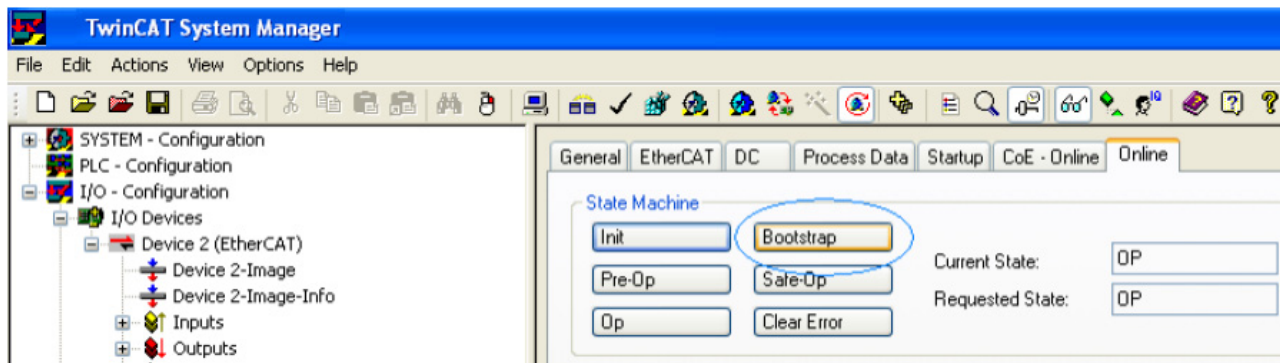 TwinCAT System Manager
File Edit Actions View Options Help
SYSTEM - Configuration
PLC - Configuration
I/O - Configuration
I/O Devices
Device 2 (EtherCAT)
Device 2-Image
Device 2-Image-Info
Inputs
Outputs
General EtherCAT DC Process Data Startup CoE - Online Online
State Machine
Init Bootstrap
Pre-Op Safe-Op
Op Clear Error
Current State: OP
Requested State: OP